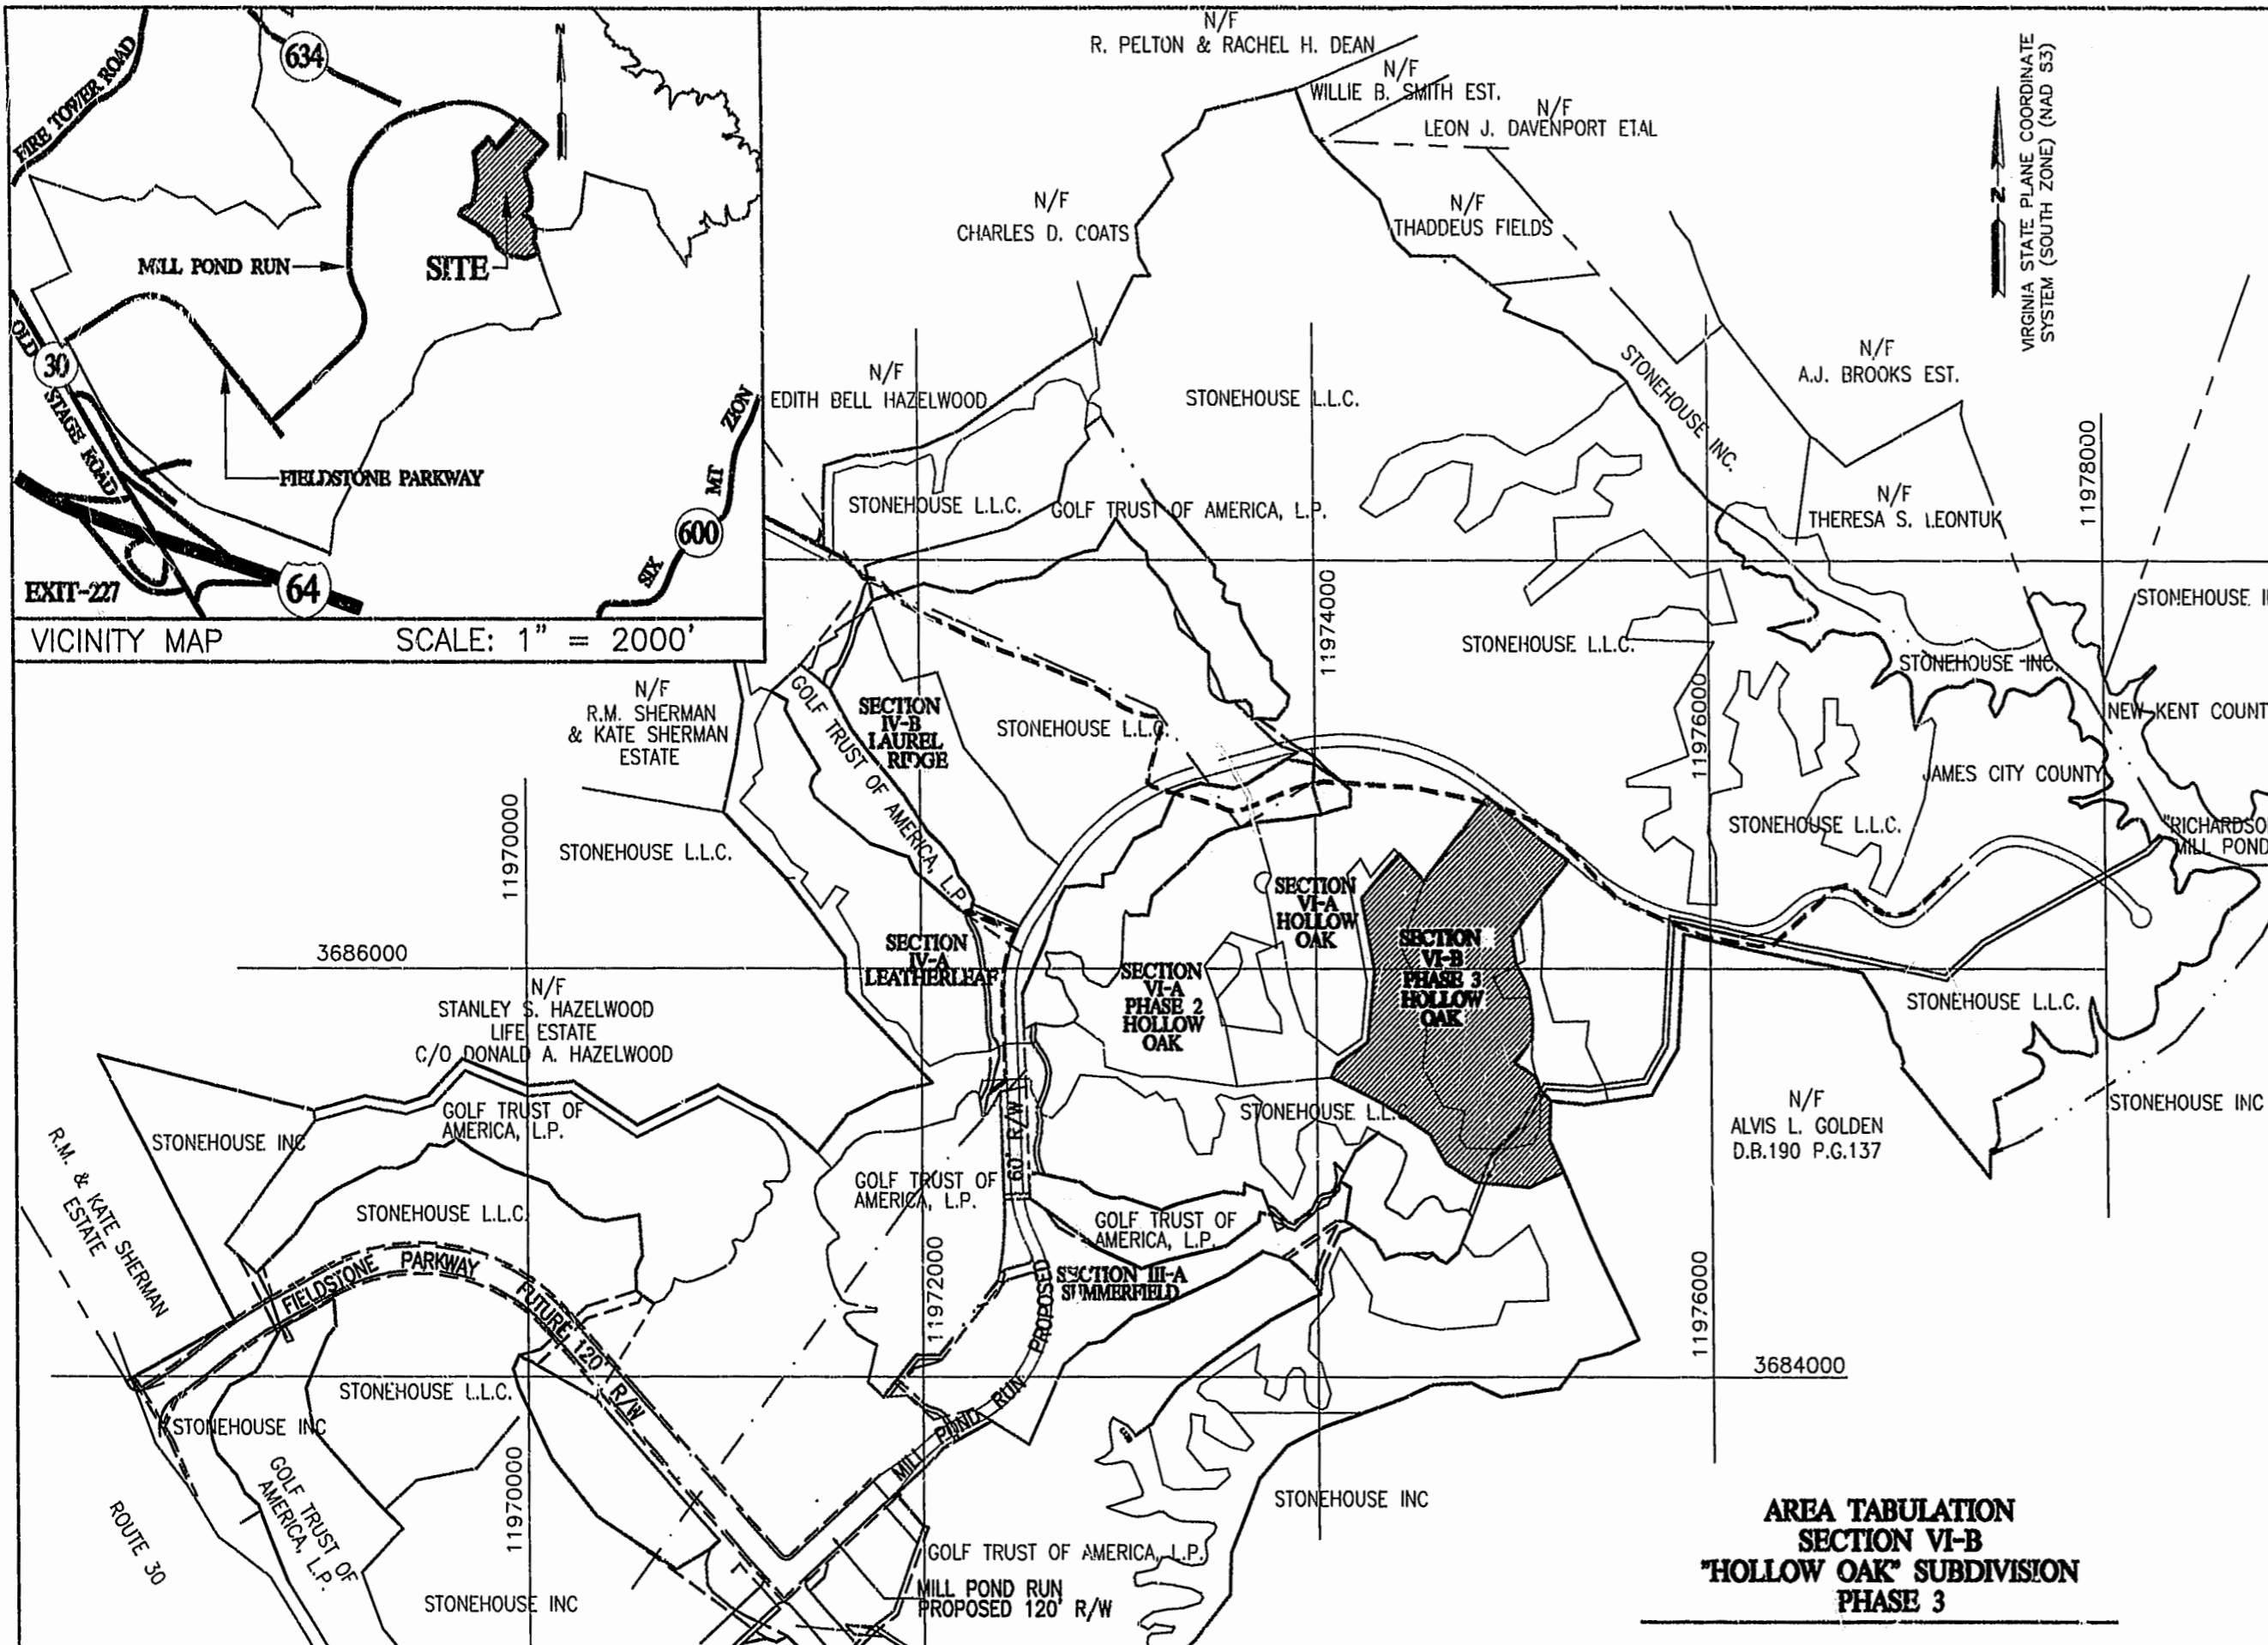 FIRE TOWER ROAD
634
N
MILL POND RUN
SITE
OLD
30
STAGE ROAD
FIELDSTONE PARKWAY
ZION
MT
600
SIX
EXIT-227
64
VICINITY MAP
SCALE: 1" = 2000'
N/F
R. PELTON & RACHEL H. DEAN
N/F
WILLIE B. SMITH EST.
N/F
LEON J. DAVENPORT ET.AL
N/F
CHARLES D. COATS
N/F
THADDEUS FIELDS
N
VIRGINIA STATE PLANE COORDINATE
SYSTEM (SOUTH ZONE) (NAD 83)
N/F
EDITH BELL HAZELWOOD
STONEHOUSE L.L.C.
STONEHOUSE INC.
N/F
A.J. BROOKS EST.
11978000
STONEHOUSE L.L.C.
GOLF TRUST OF AMERICA, L.P.
N/F
THERESA S. LEONTUK
11974000
STONEHOUSE L.L.C.
STONEHOUSE I
STONEHOUSE INC.
N/F
R.M. SHERMAN
& KATE SHERMAN
ESTATE
GOLF TRUST OF AMERICA, L.P.
SECTION
IV-B
LAUREL
RIDGE
STONEHOUSE L.L.C.
11976000
NEW KENT COUNT
JAMES CITY COUNTY
11970000
STONEHOUSE L.L.C.
STONEHOUSE L.L.C.
"RICHARDSO
MILL POND
SECTION
VI-A
HOLLOW
OAK
SECTION
IV-A
LEATHERLEAF
SECTION
VI-A
PHASE 2
HOLLOW
OAK
SECTION
VI-B
PHASE 3
HOLLOW
OAK
3686000
N/F
STANLEY S. HAZELWOOD
LIFE ESTATE
C/O DONALD A. HAZELWOOD
STONEHOUSE L.L.C.
GOLF TRUST OF
AMERICA, L.P.
STONEHOUSE INC
60' R/W
STONEHOUSE L.L.C
N/F
ALVIS L. GOLDEN
D.B.190 P.G.137
STONEHOUSE INC
R.M. & KATE SHERMAN
ESTATE
GOLF TRUST OF
AMERICA, L.P.
STONEHOUSE L.L.C
GOLF TRUST OF
AMERICA, L.P.
FIELDSTONE PARKWAY
FUTURE 120' R/W
11972000
SECTION III-A
SUMMERFIELD
MILL POND RUN PROPOSED
11976000
3684000
STONEHOUSE L.L.C.
STONEHOUSE INC
GOLF TRUST OF
AMERICA, L.P.
ROUTE 30
11970000
STONEHOUSE INC
STONEHOUSE INC
GOLF TRUST OF AMERICA, L.P.
MILL POND RUN
PROPOSED 120' R/W
AREA TABULATION
SECTION VI-B
"HOLLOW OAK" SUBDIVISION
PHASE 3